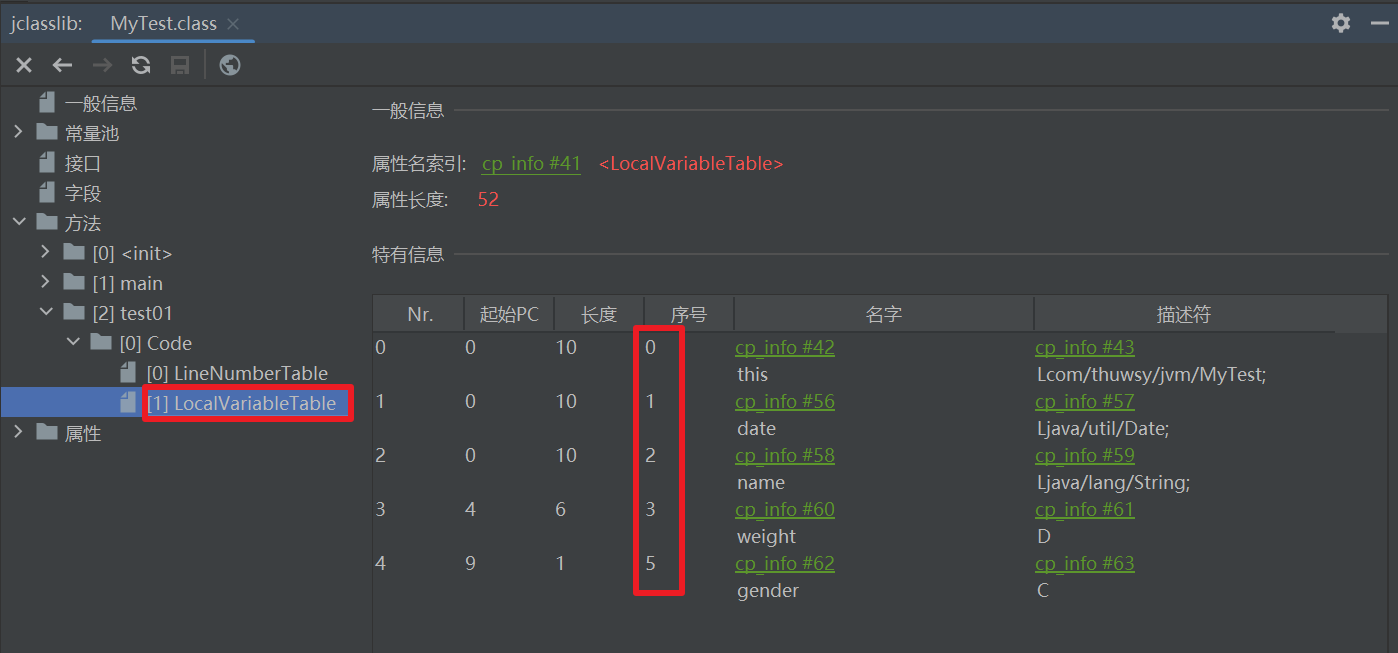 jclasslib: MyTest.class
一般信息
常量池
接口
字段
方法
[0] <init>
[1] main
[2] test01
[0] Code
[0] LineNumberTable
[1] LocalVariableTable
属性
一般信息
属性名索引: cp_info #41 <LocalVariableTable>
属性长度: 52
特有信息
Nr. 起始PC 长度 序号 名字 描述符
0 0 10 0 cp_info #42 cp_info #43
this Lcom/thuwsy/jvm/MyTest;
1 0 10 1 cp_info #56 cp_info #57
date Ljava/util/Date;
2 0 10 2 cp_info #58 cp_info #59
name Ljava/lang/String;
3 4 6 3 cp_info #60 cp_info #61
weight D
4 9 1 5 cp_info #62 cp_info #63
gender C